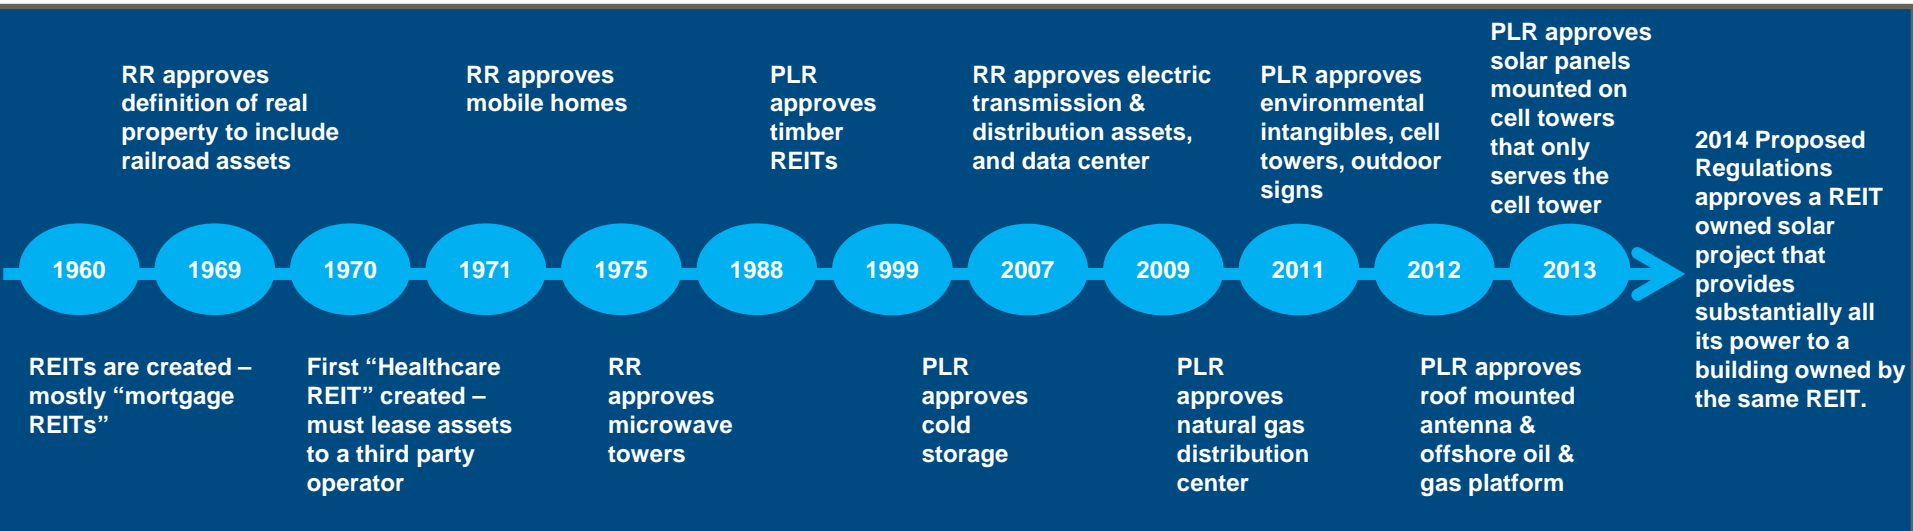 RR approves
definition of real
property to include
railroad assets
RR approves
mobile homes
PLR
approves
timber
REITs
RR approves electric
transmission &
distribution assets,
and data center
PLR approves
environmental
intangibles, cell
towers, outdoor
signs
PLR approves
solar panels
mounted on
cell towers
that only
serves the
cell tower
1960
1969
1970
1971
1975
1988
1999
2007
2009
2011
2012
2013
2014 Proposed
Regulations
approves a REIT
owned solar
project that
provides
substantially all
its power to a
building owned by
the same REIT.
REITs are created –
mostly “mortgage
REITs”
First “Healthcare
REIT” created –
must lease assets
to a third party
operator
RR
approves
microwave
towers
PLR
approves
cold
storage
PLR
approves
natural gas
distribution
center
PLR approves
roof mounted
antenna &
offshore oil &
gas platform